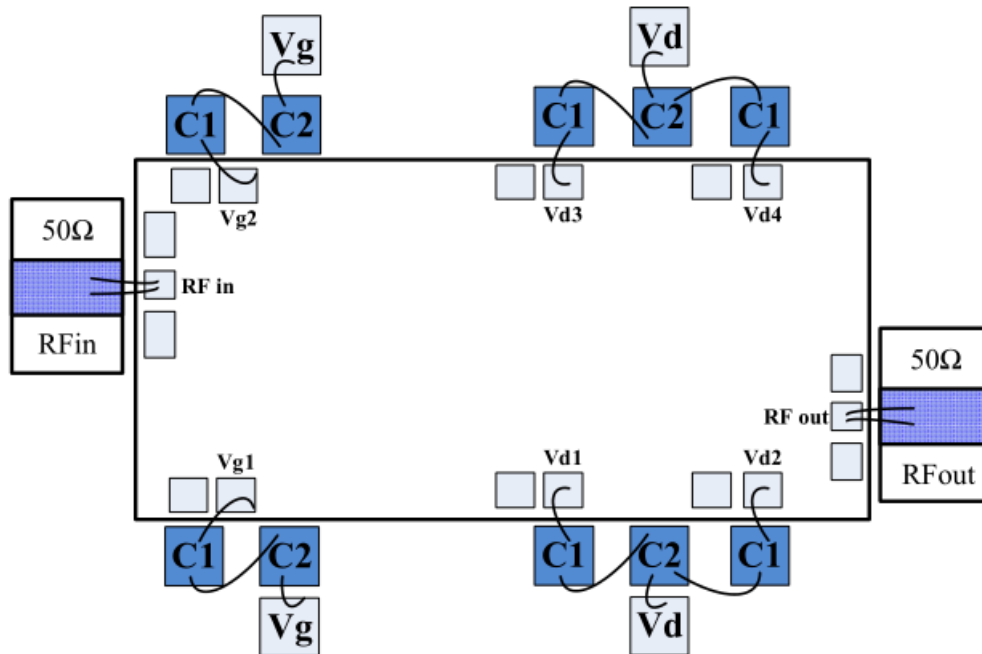 Vg
Vd
C1
C2
C1
C2
C1
Vg2
Vd3
Vd4
50Ω
RFin
RF in
50Ω
RFout
RF out
Vg1
Vd1
Vd2
C1
C2
C1
C2
C1
Vg
Vd